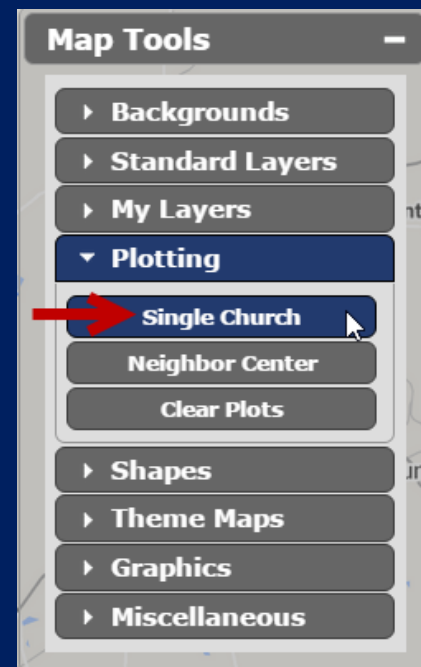 Map Tools
Backgrounds
Standard Layers
My Layers
Plotting
Single Church
Neighbor Center
Clear Plots
Shapes
Theme Maps
Graphics
Miscellaneous